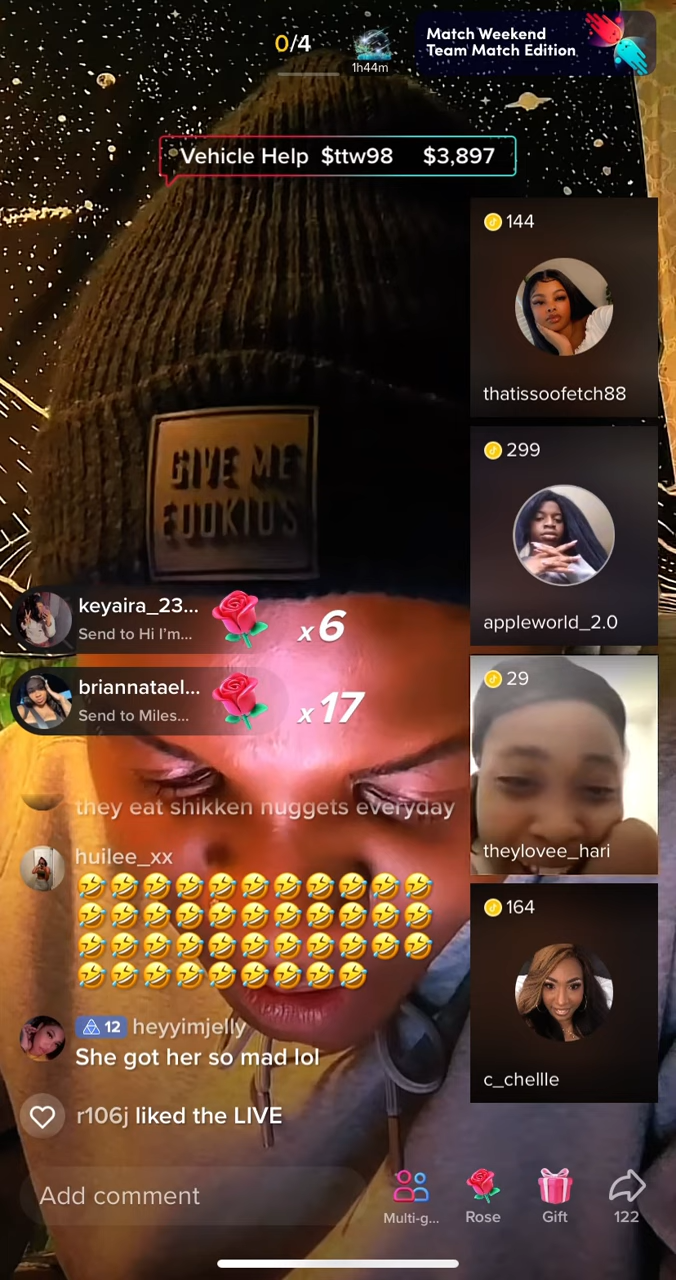 0/4
1h44m
Match Weekend
Team Match Edition
Vehicle Help $ttw98 $3,897
144
thatissoofetch88
299
appleworld_2.0
GIVE ME
keyaira_23...
Send to Hi I'm...
x6
briannatael...
Send to Miles...
x17
29
theylovee_hari
they eat shikken nuggets everyday
huilee_xx
🤣🤣🤣🤣🤣🤣🤣🤣🤣🤣🤣
🤣🤣🤣🤣🤣🤣🤣🤣🤣🤣🤣
🤣🤣🤣🤣🤣🤣🤣🤣🤣🤣🤣
🤣🤣🤣🤣🤣🤣🤣🤣🤣
164
c_chellle
12 heyyimjelly
She got her so mad lol
r106j liked the LIVE
Add comment
Multi-g...
Rose
Gift
122